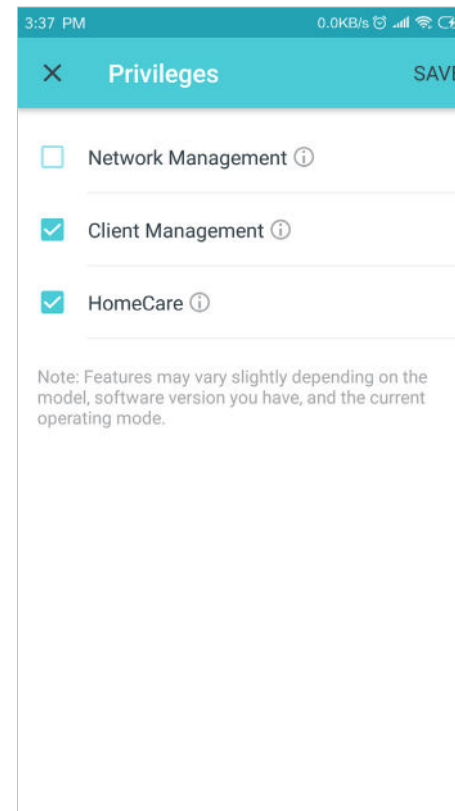 3:37 PM 0.0KB/s
Privileges SAVE
Network Management
Client Management
HomeCare
Note: Features may vary slightly depending on the
model, software version you have, and the current
operating mode.